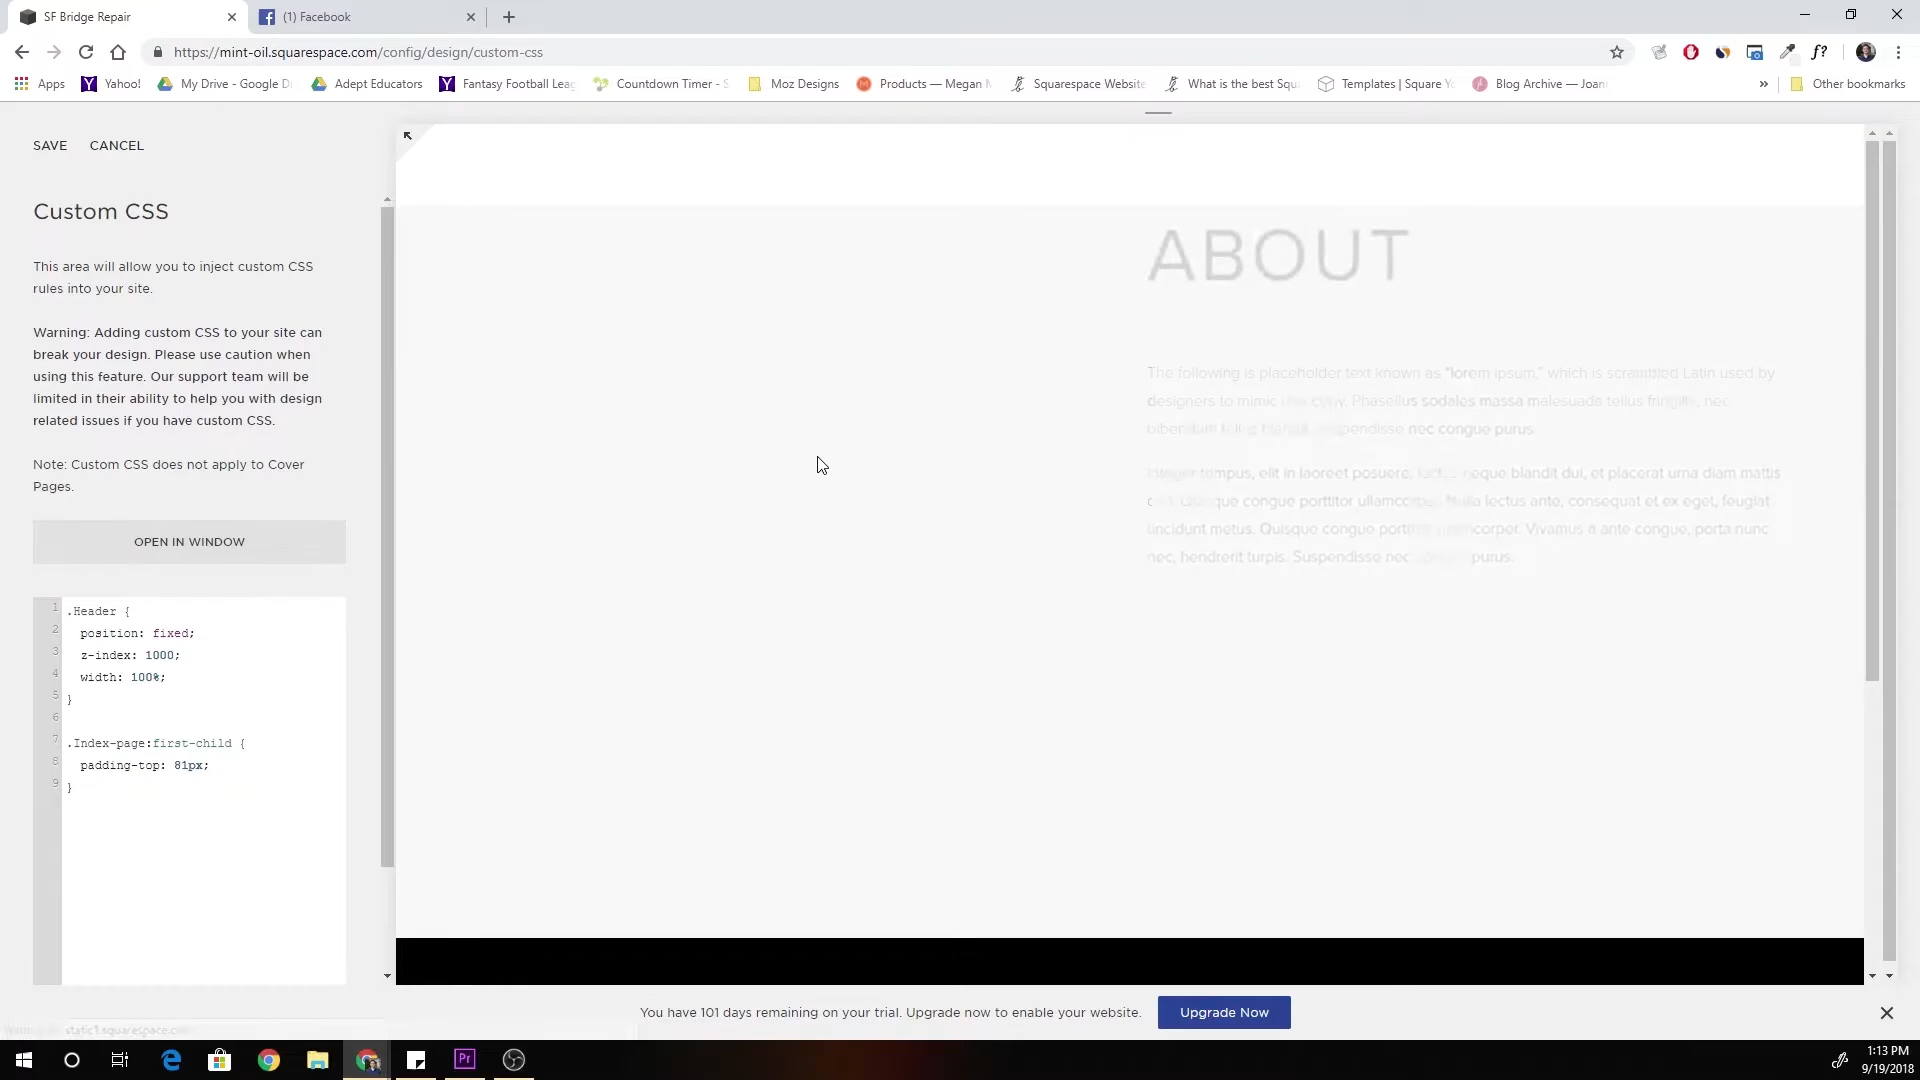 SF Bridge Repair
(1) Facebook
https://mint-oil.squarespace.com/config/design/custom-css
f?
Apps
Yahoo!
My Drive - Google D
Adept Educators
Fantasy Football Leag
Countdown Timer - S
Moz Designs
Products — Megan
Squarespace Website
What is the best Squ
Templates | Square
Blog Archive — Joan
»
Other bookmarks
SAVE CANCEL
Custom CSS
This area will allow you to inject custom CSS
rules into your site.
Warning: Adding custom CSS to your site can
break your design. Please use caution when
using this feature. Our support team will be
limited in their ability to help you with design
related issues if you have custom CSS.
Note: Custom CSS does not apply to Cover
Pages.
OPEN IN WINDOW
1 .Header {
2 position: fixed;
3 z-index: 1000;
4 width: 100%;
5 }
6
7 .Index-page:first-child {
8 padding-top: 81px;
9 }
ABOUT
The following is placeholder text known as “lorem ipsum,” which is scrambled Latin used by
designers to mimic Phasellus sodales massa malesuada tellus fringilla, nec
bibendum nec congue purus.
Integer tempus, elit in laoreet posuere, neque blandit dui, et placerat urna diam mattis
congue porttitor ullamcorper. Nulla lectus ante, consequat et ex eget, feugiat
tincidunt metus. Quisque congue porttitor ullamcorper. Vivamus a ante congue, porta nunc
nec, hendrerit turpis. Suspendisse nec purus.
You have 101 days remaining on your trial. Upgrade now to enable your website.
Upgrade Now
static1.squarespace.com
Pr
1:13 PM
9/19/2018